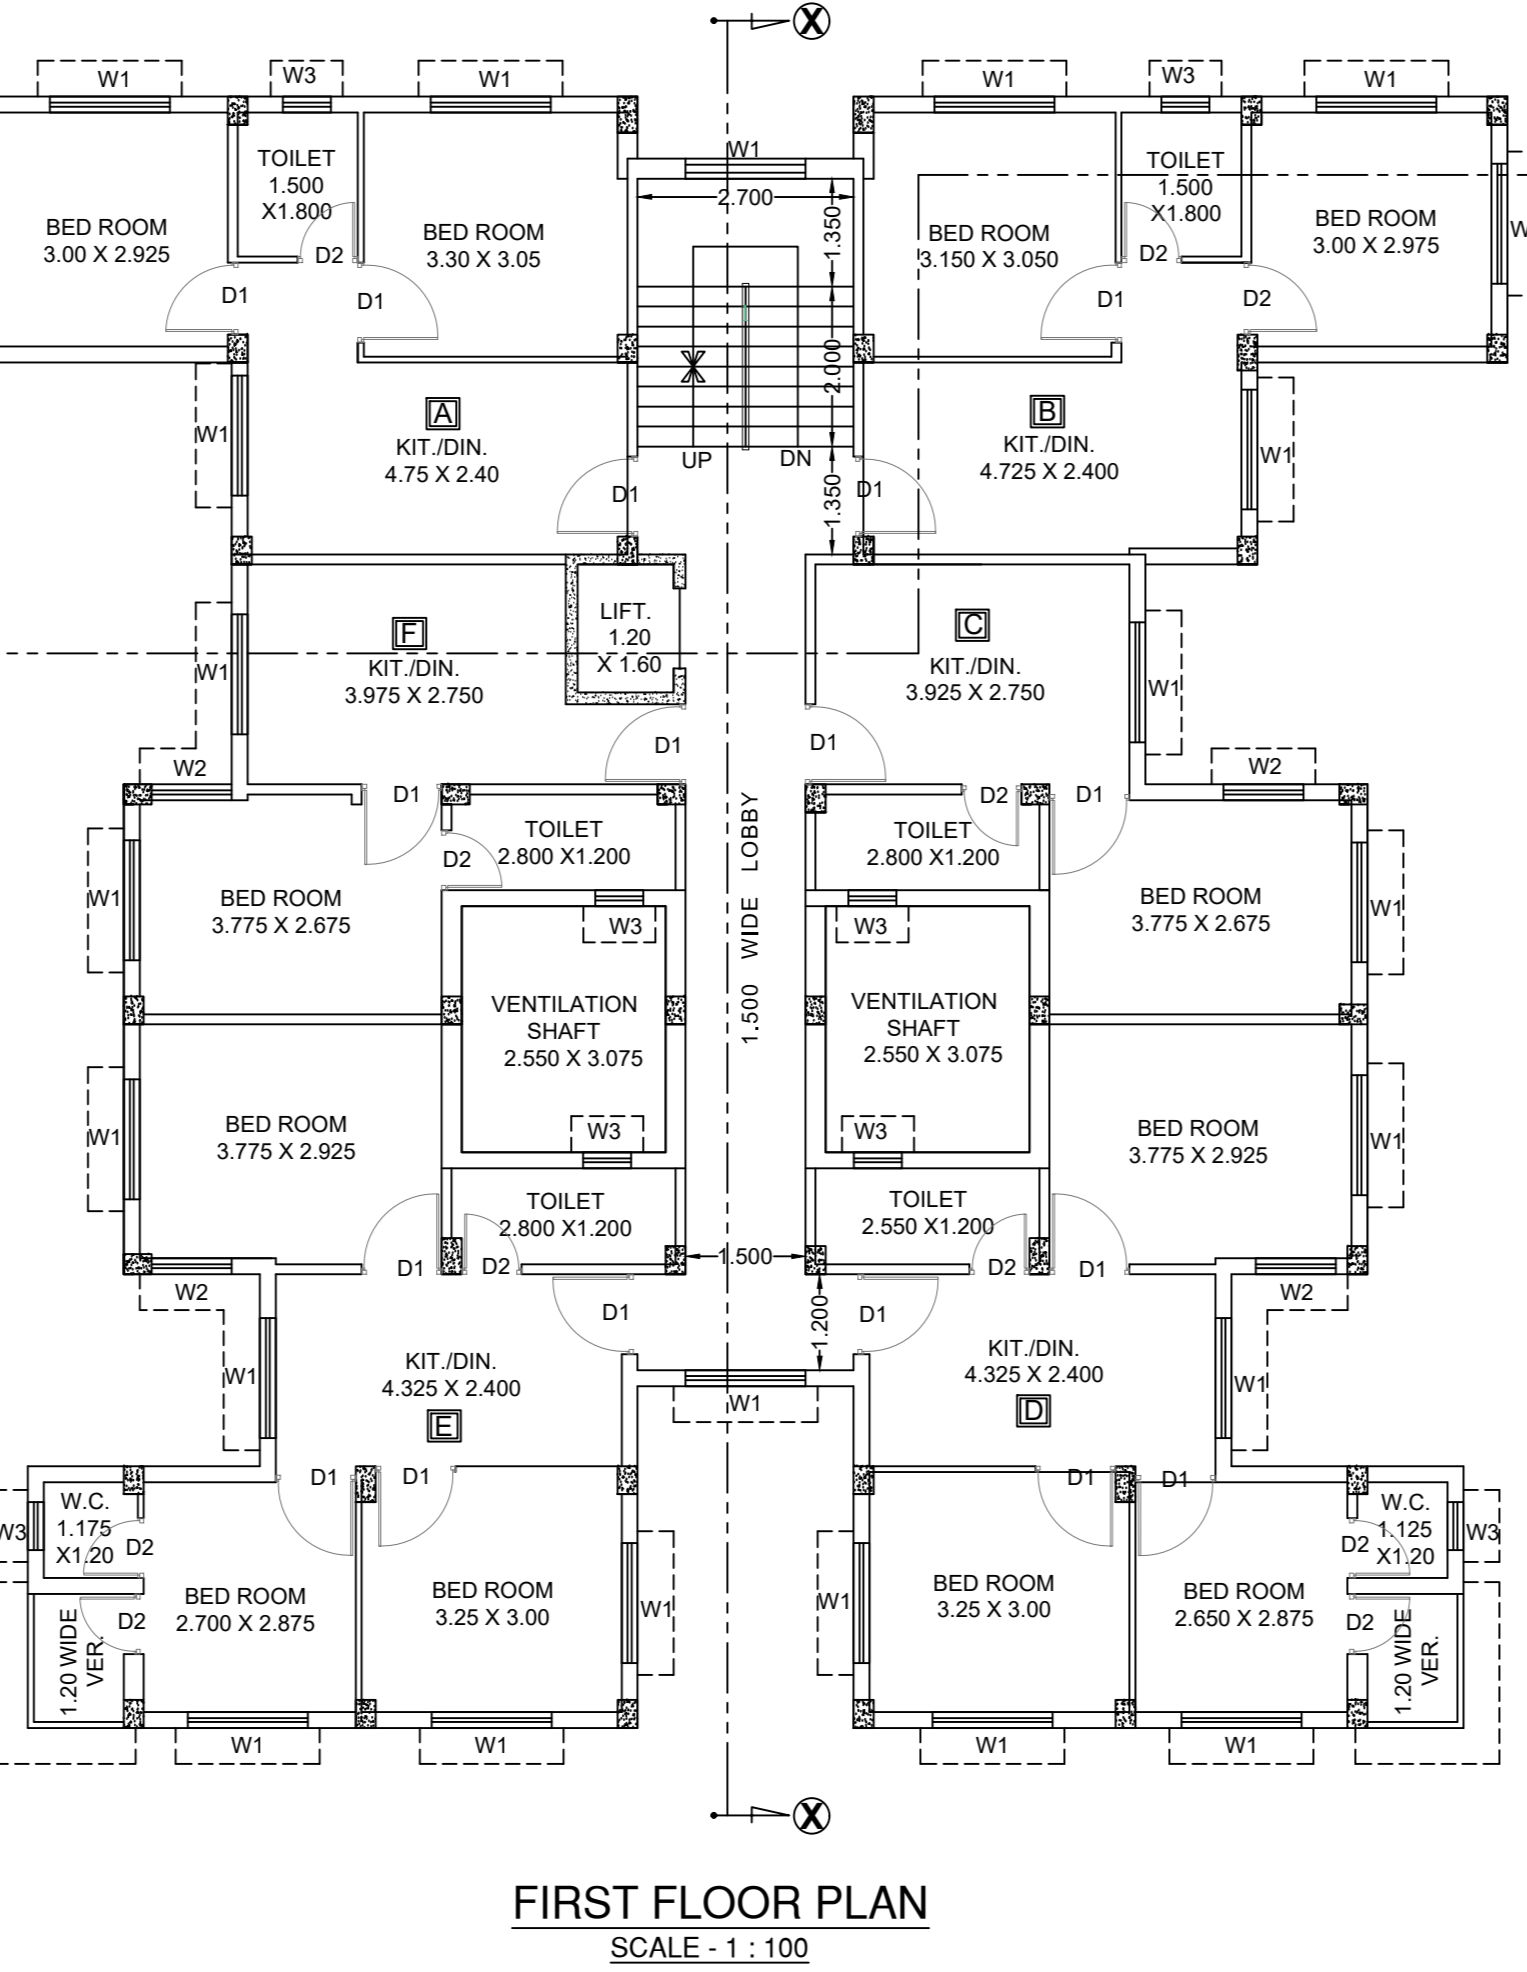 X
W1
W3
W1
W1
W3
W1
W1
TOILET
1.500
X1.800
2.700
1.350
TOILET
1.500
X1.800
BED ROOM
3.00 X 2.925
BED ROOM
3.30 X 3.05
BED ROOM
3.150 X 3.050
BED ROOM
3.00 X 2.975
W
D2
D2
D1
D1
D1
D2
2.000
A
KIT./DIN.
4.75 X 2.40
B
KIT./DIN.
4.725 X 2.400
W1
W1
UP
DN
D1
D1
1.350
F
KIT./DIN.
3.975 X 2.750
LIFT.
1.20
X 1.60
C
KIT./DIN.
3.925 X 2.750
W1
W1
D1
D1
W2
W2
D1
D2
D1
TOILET
2.800 X1.200
TOILET
2.800 X1.200
D2
1.500 WIDE LOBBY
W1
BED ROOM
3.775 X 2.675
W3
W3
BED ROOM
3.775 X 2.675
W1
VENTILATION
SHAFT
2.550 X 3.075
VENTILATION
SHAFT
2.550 X 3.075
W1
BED ROOM
3.775 X 2.925
W3
W3
BED ROOM
3.775 X 2.925
W1
TOILET
2.800 X1.200
TOILET
2.550 X1.200
1.500
D1
D2
D2
D1
W2
W2
D1
D1
1.200
W1
KIT./DIN.
4.325 X 2.400
E
KIT./DIN.
4.325 X 2.400
D
W1
W1
D1
D1
D1
D1
W3
W.C.
1.175
X1.20
D2
W.C.
1.125
X1.20
D2
W3
BED ROOM
2.700 X 2.875
BED ROOM
3.25 X 3.00
W1
W1
BED ROOM
3.25 X 3.00
BED ROOM
2.650 X 2.875
D2
D2
1.20 WIDE
VER.
1.20 WIDE
VER.
W1
W1
W1
W1
X
FIRST FLOOR PLAN
SCALE - 1 : 100